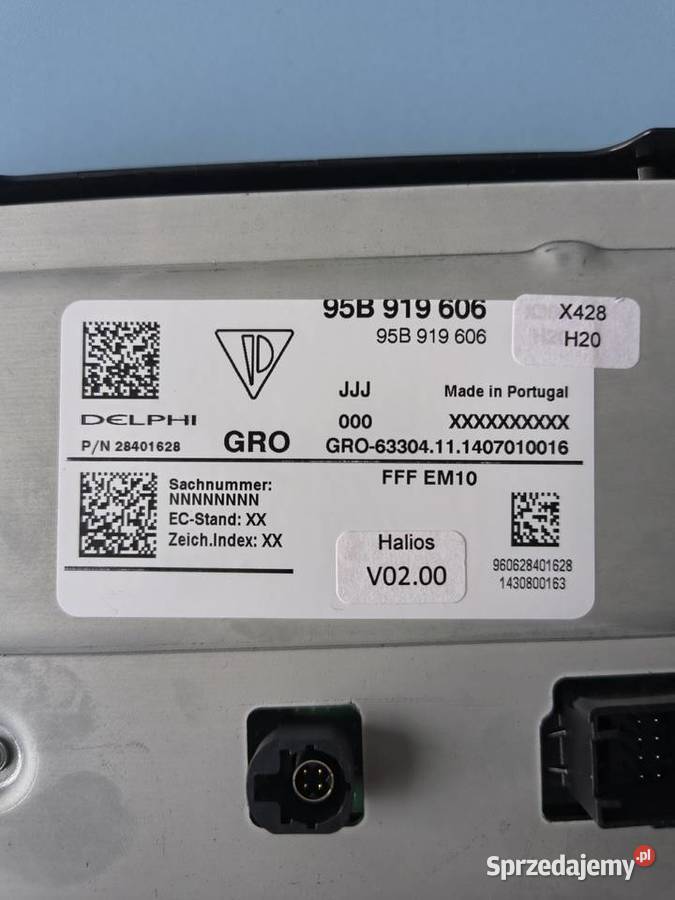 95B 919 606
95B 919 606
X428
H20
JJJ
Made in Portugal
DELPHI
000
XXXXXXXXXX
P/N 28401628
GRO
GRO-63304.11.1407010016
FFF EM10
Sachnummer:
NNNNNNNN
EC-Stand: XX
Zeich.Index: XX
Halios
V02.00
960628401628
1430800163
Sprzedajemy.pl